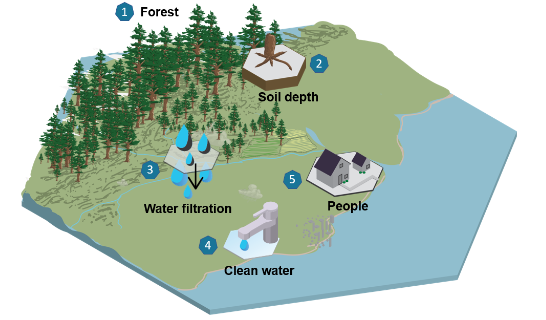 1 Forest
2
Soil depth
3
Water filtration
5
People
4
Clean water